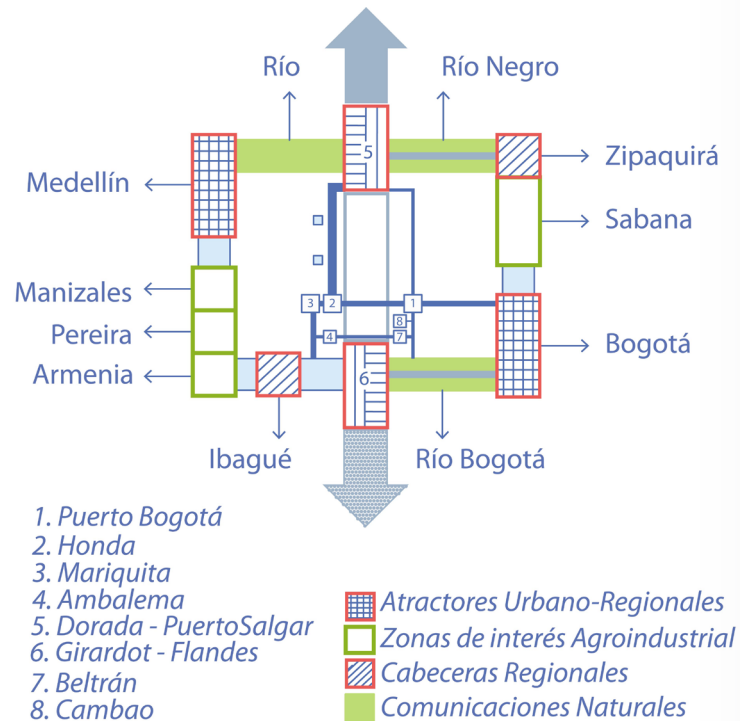 Río
Río Negro
5
Zipaquirá
Medellín
Sabana
Manizales
3
2
1
8
Pereira
4
7
Bogotá
Armenia
6
Ibagué
Río Bogotá
1. Puerto Bogotá
2. Honda
3. Mariquita
4. Ambalema
5. Dorada - PuertoSalgar
6. Girardot - Flandes
7. Beltrán
8. Cambao
Atractores Urbano-Regionales
Zonas de interés Agroindustrial
Cabeceras Regionales
Comunicaciones Naturales